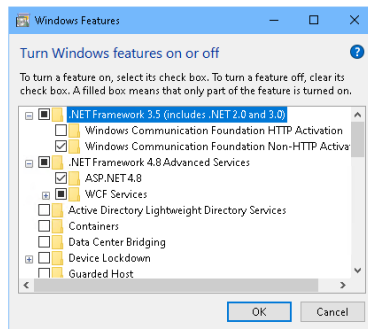 Windows Features
Turn Windows features on or off
To turn a feature on, select its check box. To turn a feature off, clear its
check box. A filled box means that only part of the feature is turned on.
.NET Framework 3.5 (includes .NET 2.0 and 3.0)
Windows Communication Foundation HTTP Activation
Windows Communication Foundation Non-HTTP Activa
.NET Framework 4.8 Advanced Services
ASP.NET 4.8
WCF Services
Active Directory Lightweight Directory Services
Containers
Data Center Bridging
Device Lockdown
Guarded Host
OK Cancel